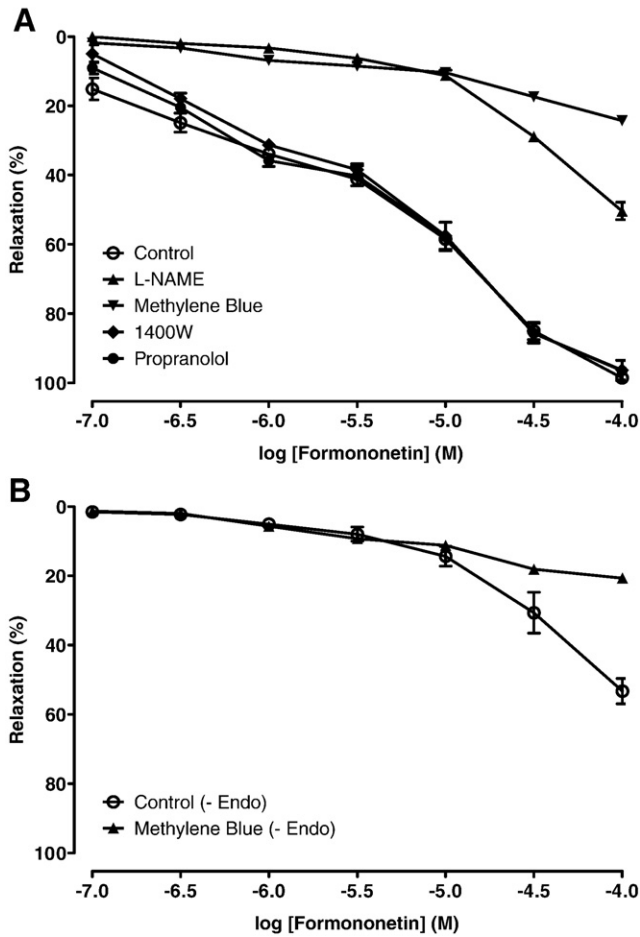 A
0
20
40
60
80
100
Relaxation (%)
Control
L-NAME
Methylene Blue
1400W
Propranolol
-7.0 -6.5 -6.0 -5.5 -5.0 -4.5 -4.0
log [Formononetin] (M)
B
0
20
40
60
80
100
Relaxation (%)
Control (- Endo)
Methylene Blue (- Endo)
-7.0 -6.5 -6.0 -5.5 -5.0 -4.5 -4.0
log [Formononetin] (M)